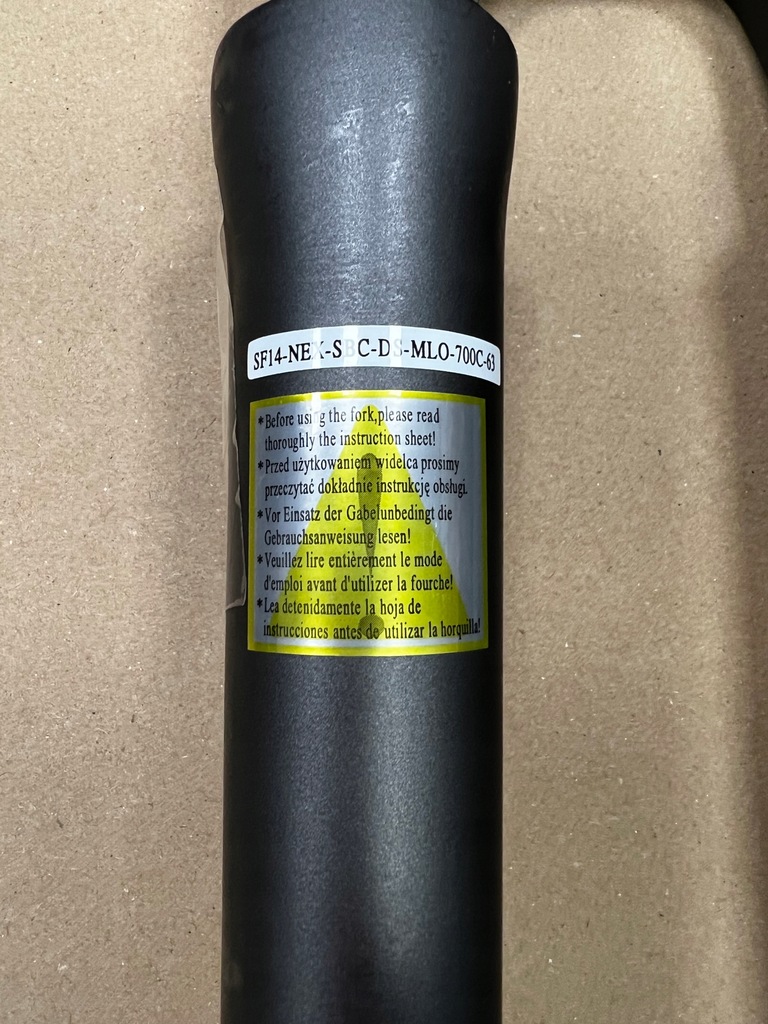 SF14-NEX-SBC-DS-MLO-700C-63
*Before using the fork,please read
thoroughly the instruction sheet!
*Przed użytkowaniem widelca prosimy
przeczytać dokładnie instrukcję obsługi.
*Vor Einsatz der Gabelunbedingt die
Gebrauchsanweisung lesen!
*Veuillez lire entièrement le mode
d'emploi avant d'utilizer la fourche!
*Lea detenidamente la hoja de
instrucciones antes de utilizar la horquilla!